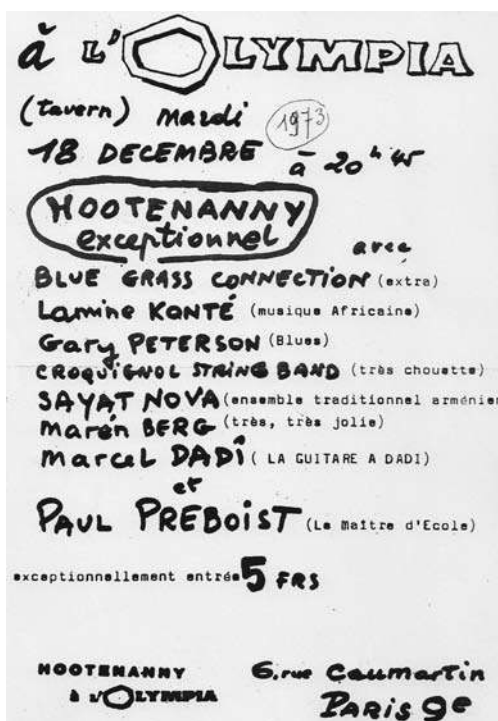 à L'OLYMPIA
(tavern) mardi 1973
18 DECEMBRE à 20h45
HOOTENANNY
exceptionnel
avec
BLUE GRASS CONNECTION (extra)
Lamine KONTÉ (musique Africaine)
Gary PETERSON (Blues)
CROQUIGNOL STRING BAND (très chouette)
SAYAT NOVA (ensemble traditionnel arménien
Marén BERG (très, très jolie)
Marcel DADÎ ( LA GUITARE A DADI)
et
PAUL PREBOIST (Le Maître d'Ecole)
exceptionnellement entrée 5 FRS
HOOTENANNY
à L'OLYMPIA
6.rue Caumartin
PARIS 9e